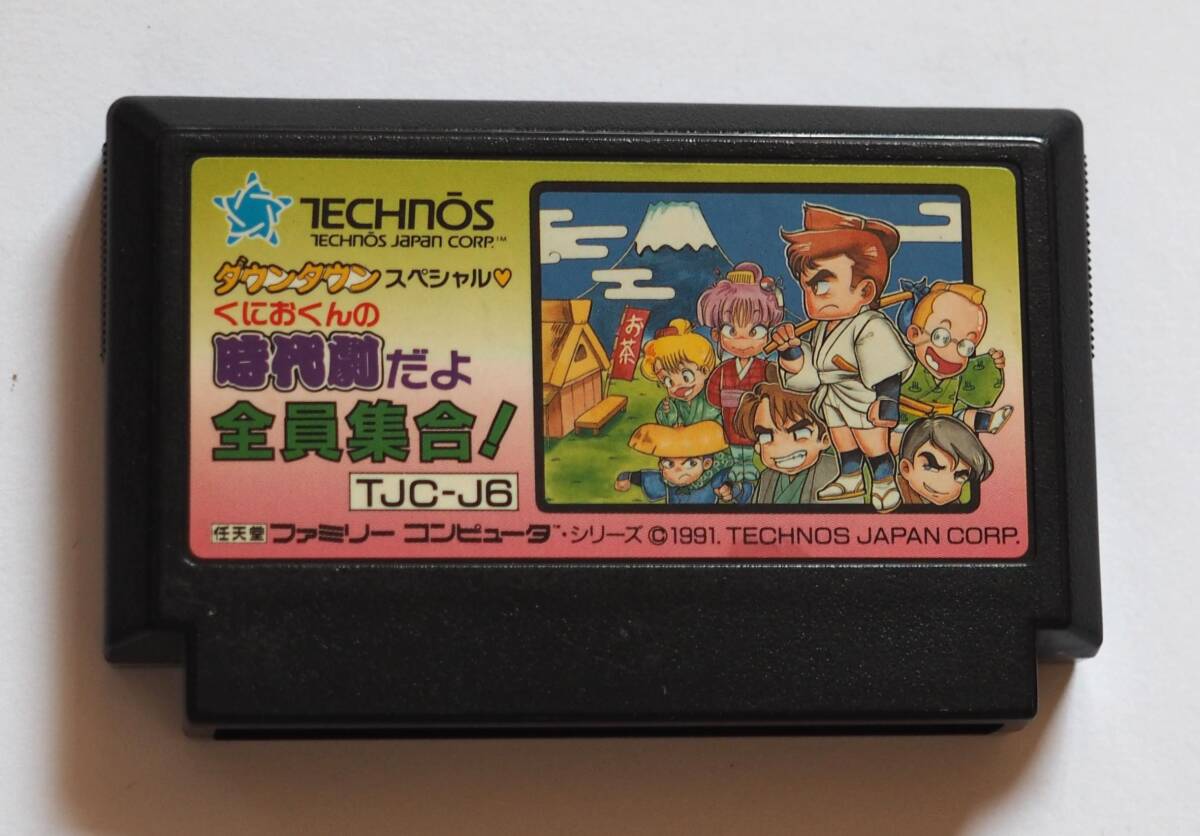 TECHNŌS
TECHNŌS JAPAN CORP.™
ダウンタウンスペシャル♥
くにおくんの
時代劇だよ
全員集合!
TJC-J6
お茶
任天堂 ファミリー コンピュータ™・シリーズ ©1991. TECHNOS JAPAN CORP.